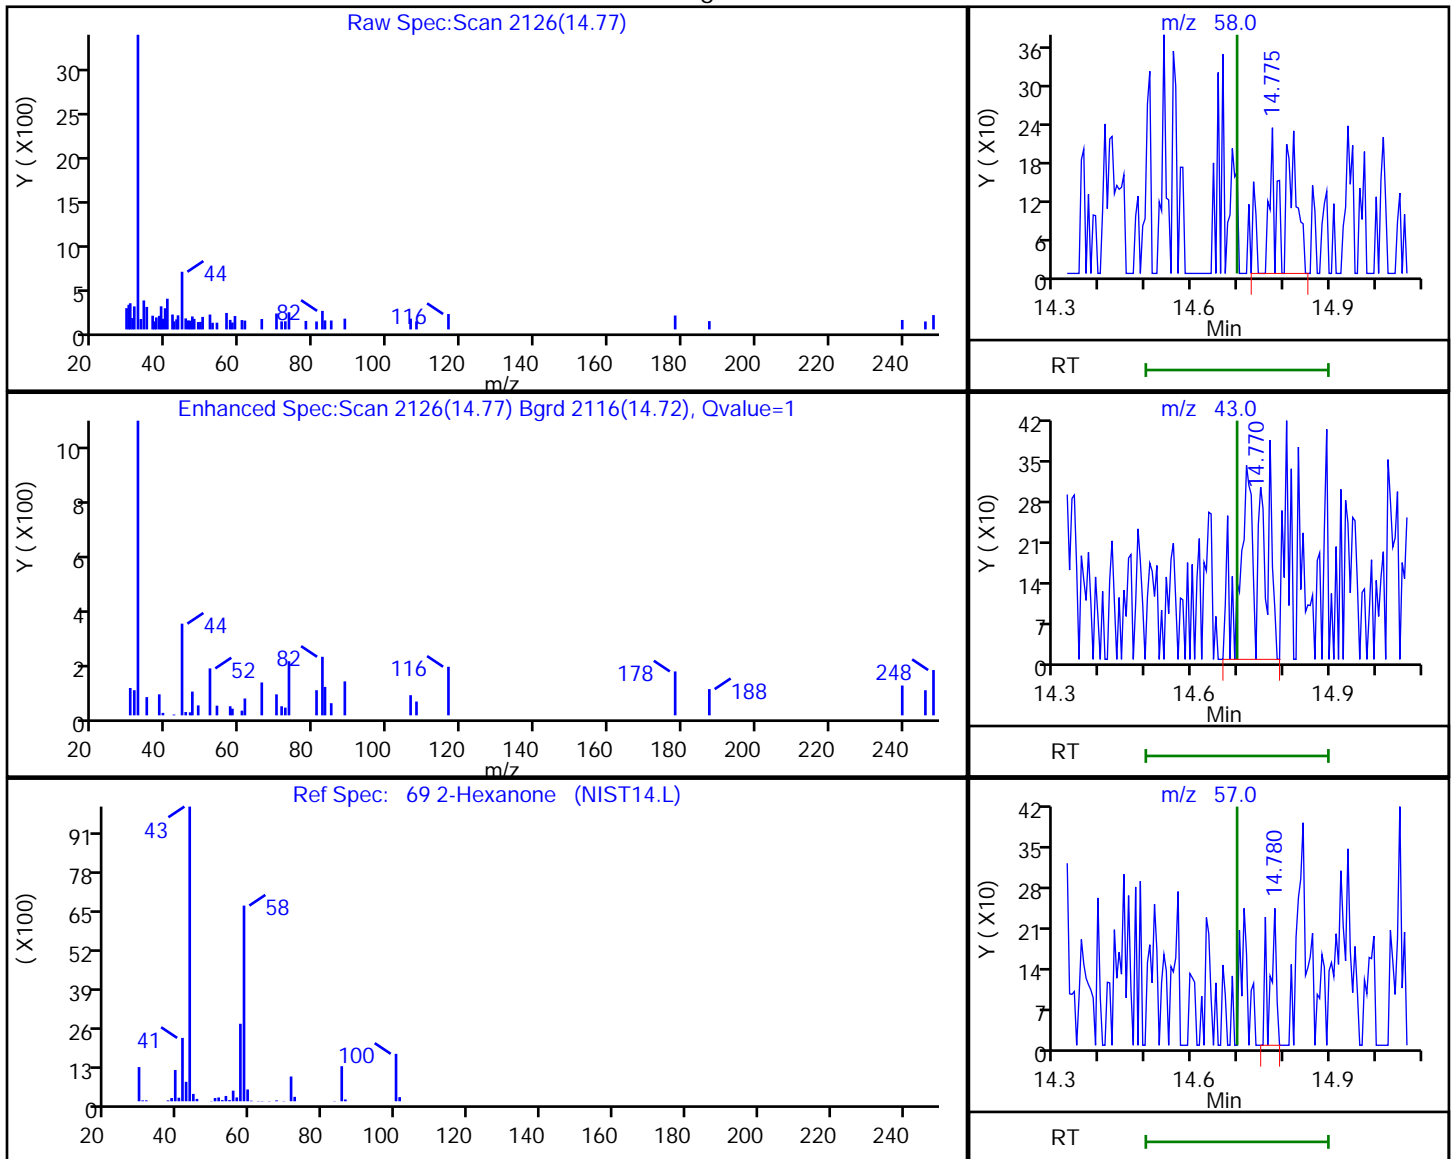 Raw Spec:Scan 2126(14.77)
Y ( X100)
30
25
20
15
10
5
0
44
82
116
20 40 60 80 100 120 140 160 180 200 220 240
m/z
m/z 58.0
Y ( X10)
36
30
24
18
12
6
0
14.775
14.3 14.6 14.9
Min
RT
Enhanced Spec:Scan 2126(14.77) Bgrd 2116(14.72), Qvalue=1
Y ( X100)
10
8
6
4
2
0
44
52
82
116
178
188
248
20 40 60 80 100 120 140 160 180 200 220 240
m/z
m/z 43.0
Y ( X10)
42
35
28
21
14
7
0
14.770
14.3 14.6 14.9
Min
RT
Ref Spec: 69 2-Hexanone (NIST14.L)
( X100)
91
78
65
52
39
26
13
0
43
58
41
100
20 40 60 80 100 120 140 160 180 200 220 240
m/z 57.0
Y ( X10)
42
35
28
21
14
7
0
14.780
14.3 14.6 14.9
Min
RT